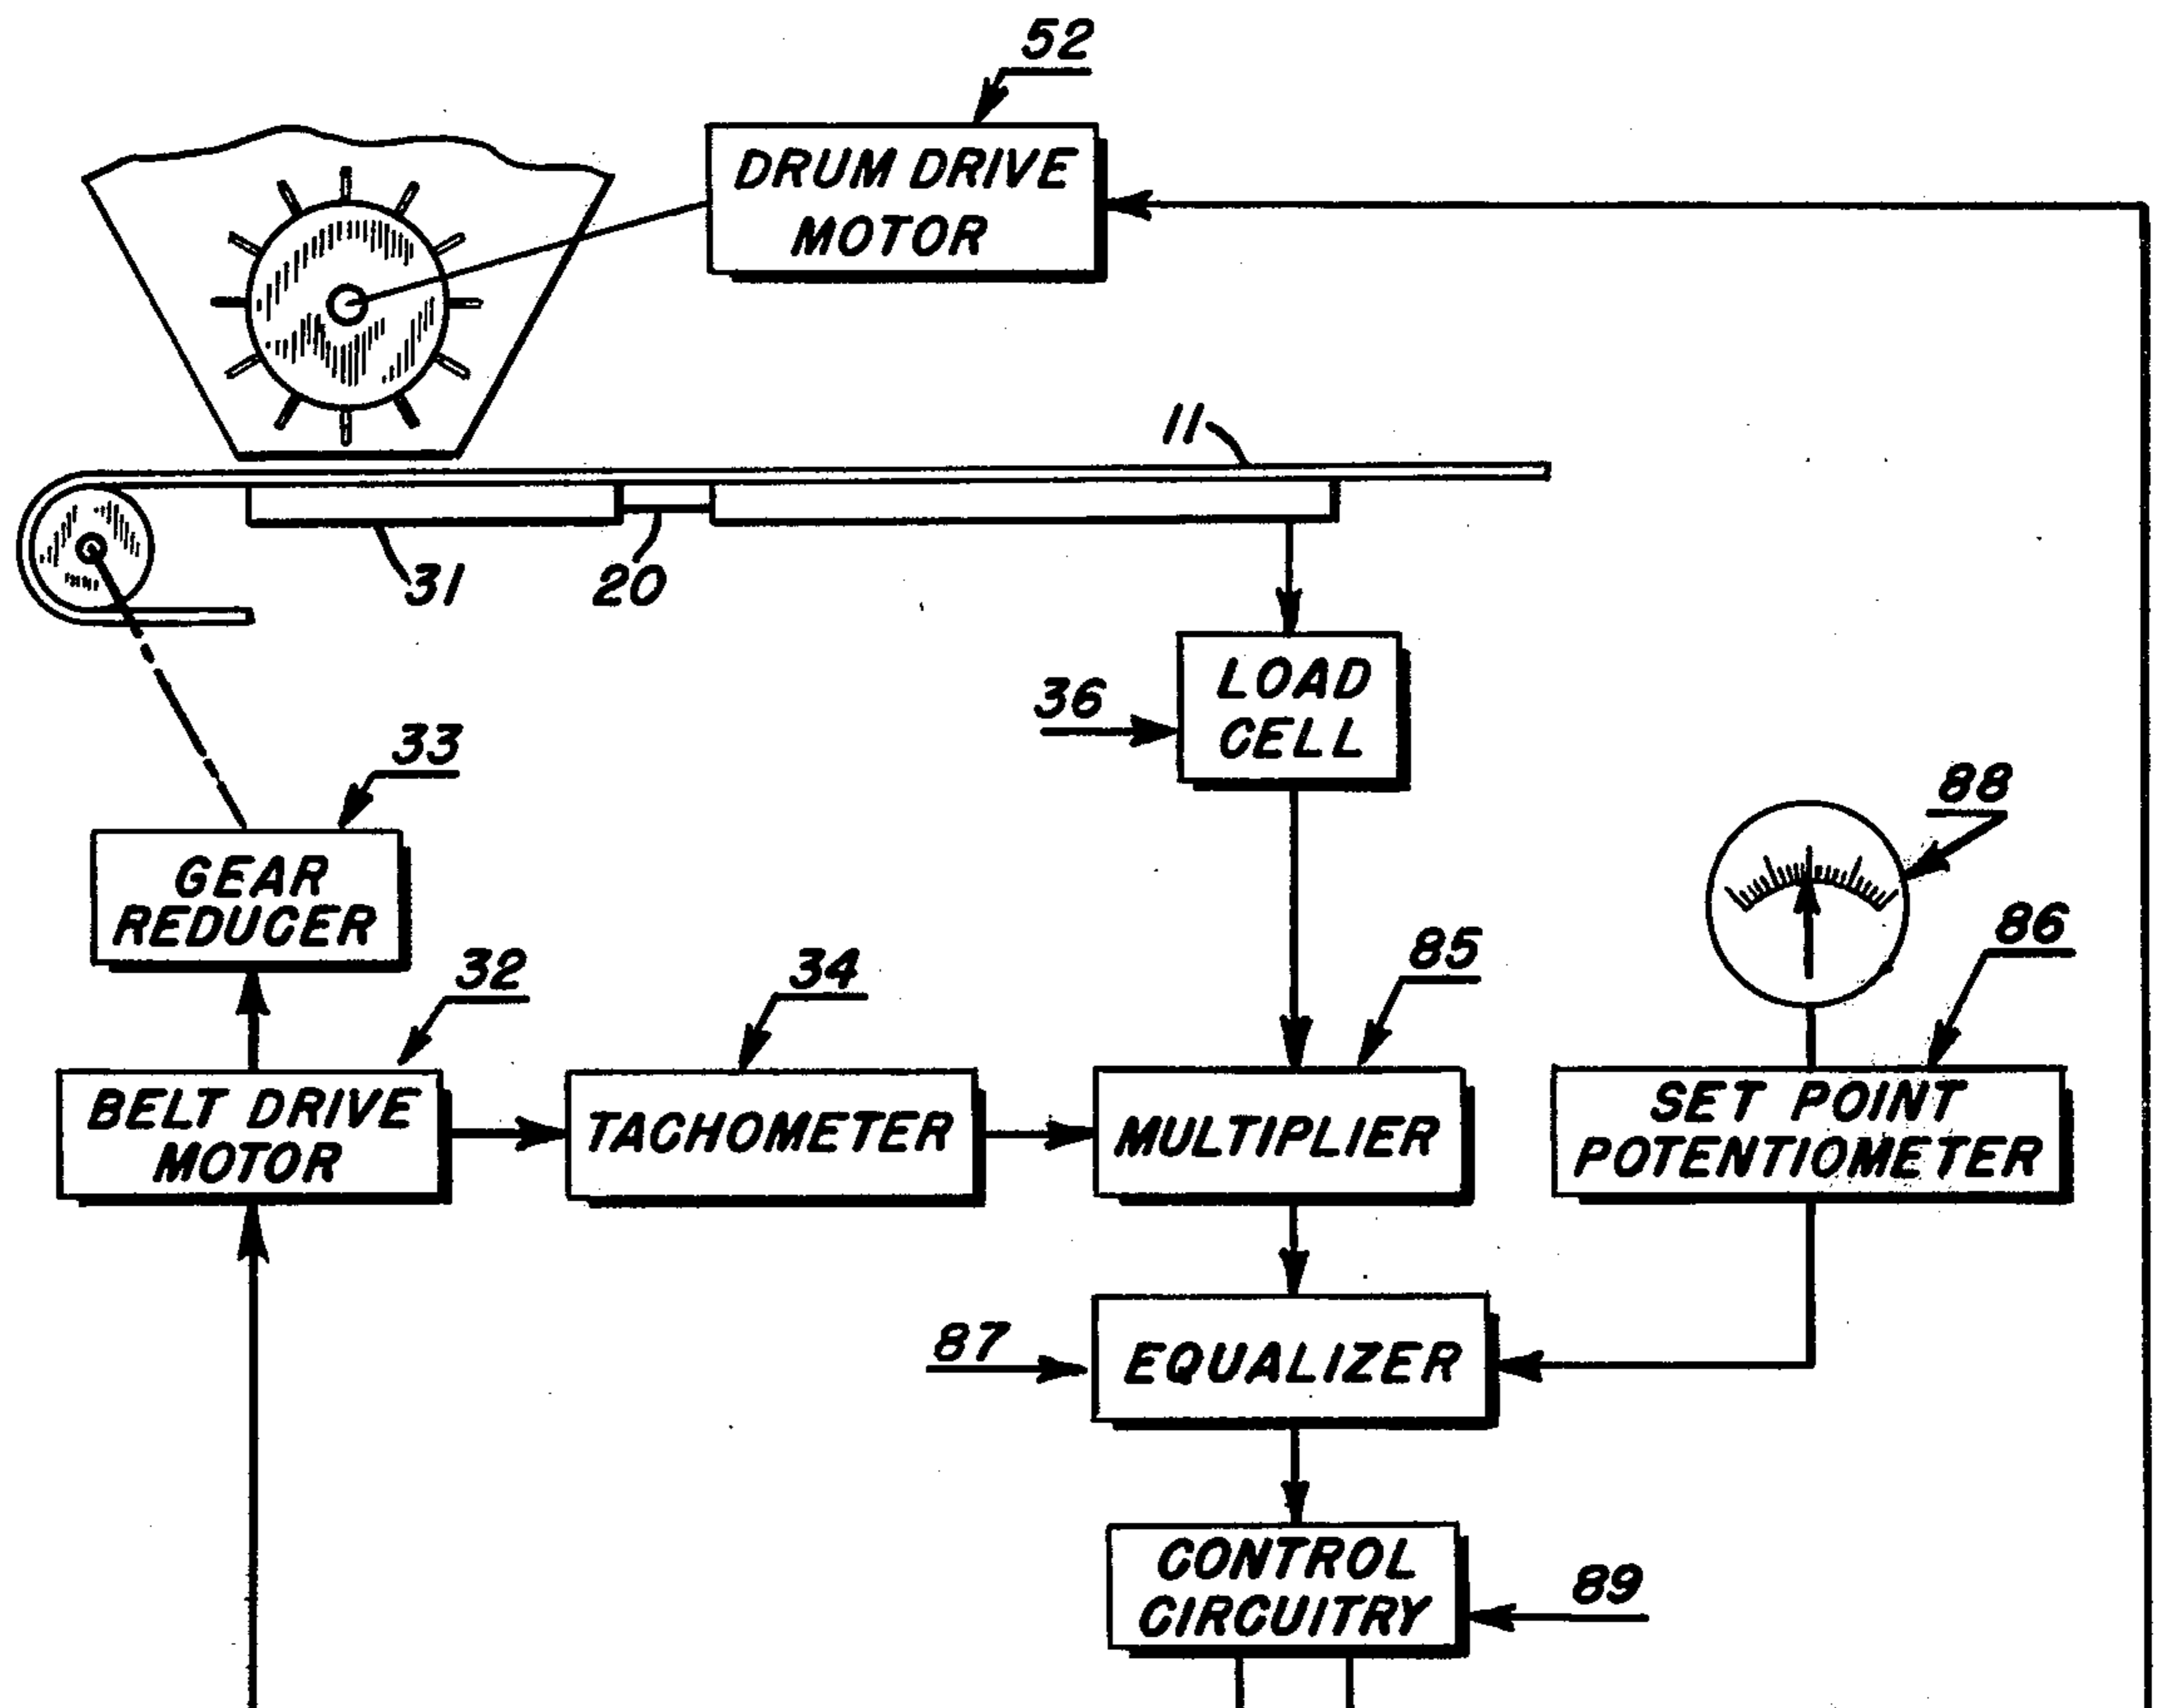 52
DRUM DRIVE
MOTOR
11
31
20
LOAD
CELL
36
33
88
GEAR
REDUCER
86
85
32
34
BELT DRIVE
MOTOR
TACHOMETER
MULTIPLIER
SET POINT
POTENTIOMETER
87
EQUALIZER
CONTROL
CIRCUITRY
89